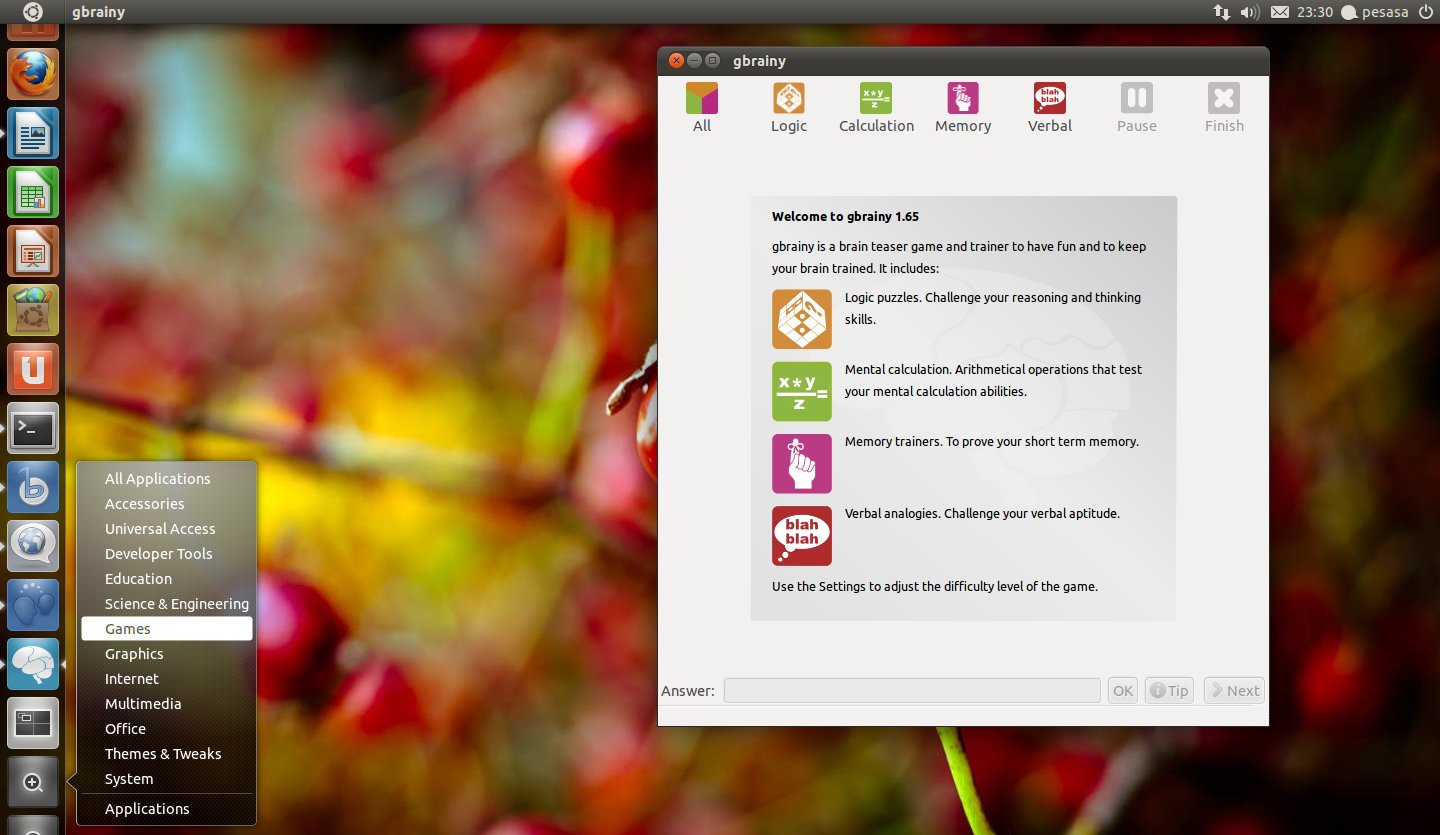 gbrainy
23:30
pesasa
gbrainy
All
Logic
Calculation
Memory
Verbal
Pause
Finish
x*y
z
=
blah
blah
Welcome to gbrainy 1.65
gbrainy is a brain teaser game and trainer to have fun and to keep
your brain trained. It includes:
Logic puzzles. Challenge your reasoning and thinking
skills.
x*y
z
=
Mental calculation. Arithmetical operations that test
your mental calculation abilities.
Memory trainers. To prove your short term memory.
blah
blah
Verbal analogies. Challenge your verbal aptitude.
Use the Settings to adjust the difficulty level of the game.
Answer:
OK
Tip
Next
All Applications
Accessories
Universal Access
Developer Tools
Education
Science & Engineering
Games
Graphics
Internet
Multimedia
Office
Themes & Tweaks
System
Applications